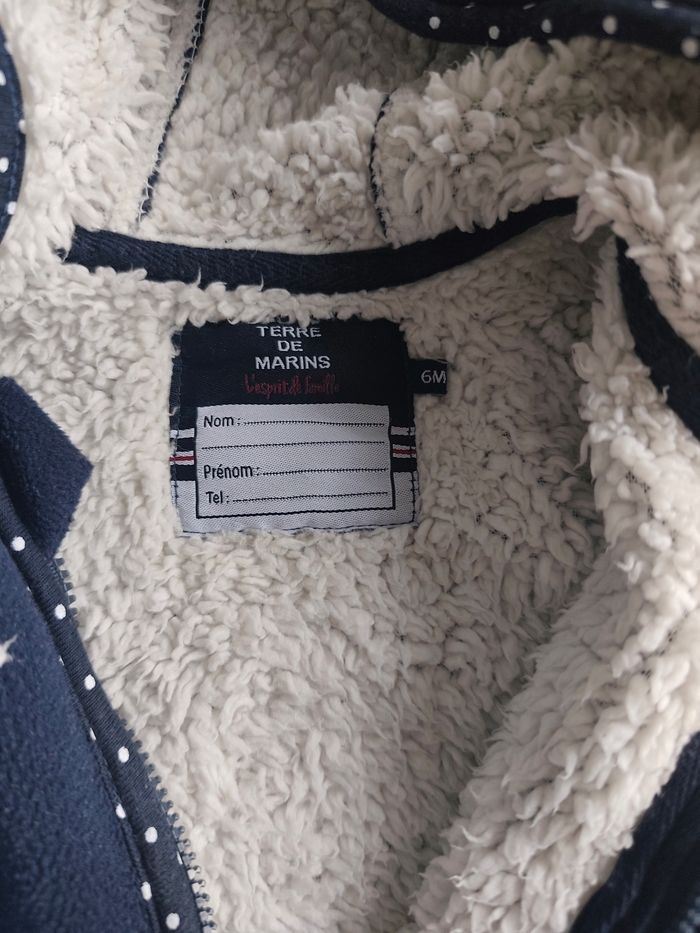 TERRE
DE
MARINS
L'esprit de famille
6M
Nom :
Prénom :
Tel :